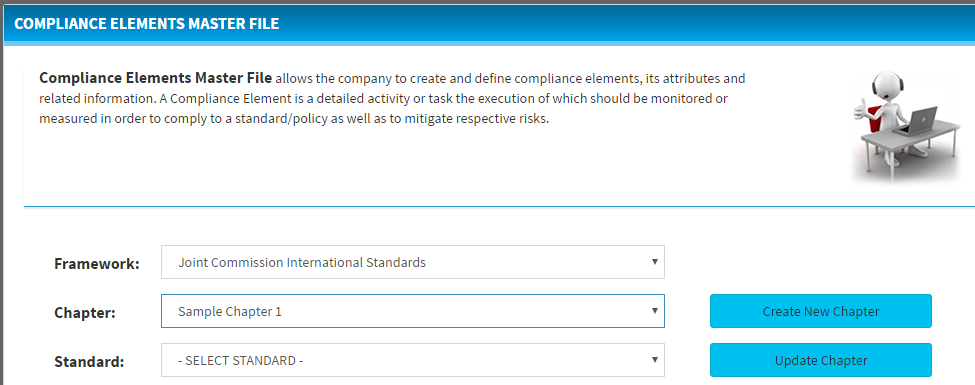 COMPLIANCE ELEMENTS MASTER FILE
Compliance Elements Master File allows the company to create and define compliance elements, its attributes and
related information. A Compliance Element is a detailed activity or task the execution of which should be monitored or
measured in order to comply to a standard/policy as well as to mitigate respective risks.
Framework: Joint Commission International Standards
Chapter: Sample Chapter 1 Create New Chapter
Standard: - SELECT STANDARD - Update Chapter